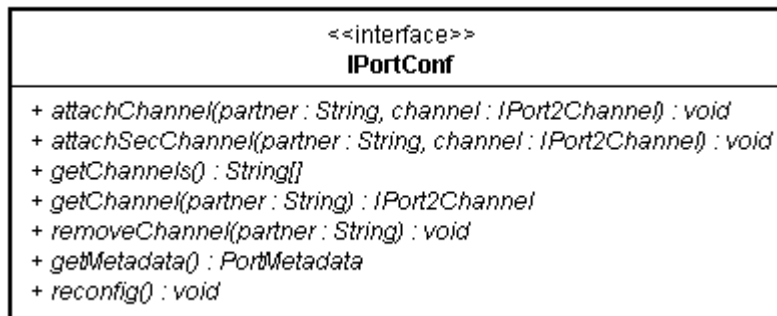 <<interface>>
IPortConf
+ attachChannel(partner : String, channel : IPort2Channel) : void
+ attachSecChannel(partner : String, channel : IPort2Channel) : void
+ getChannels() : String[]
+ getChannel(partner : String) : IPort2Channel
+ removeChannel(partner : String) : void
+ getMetadata() : PortMetadata
+ reconfig() : void